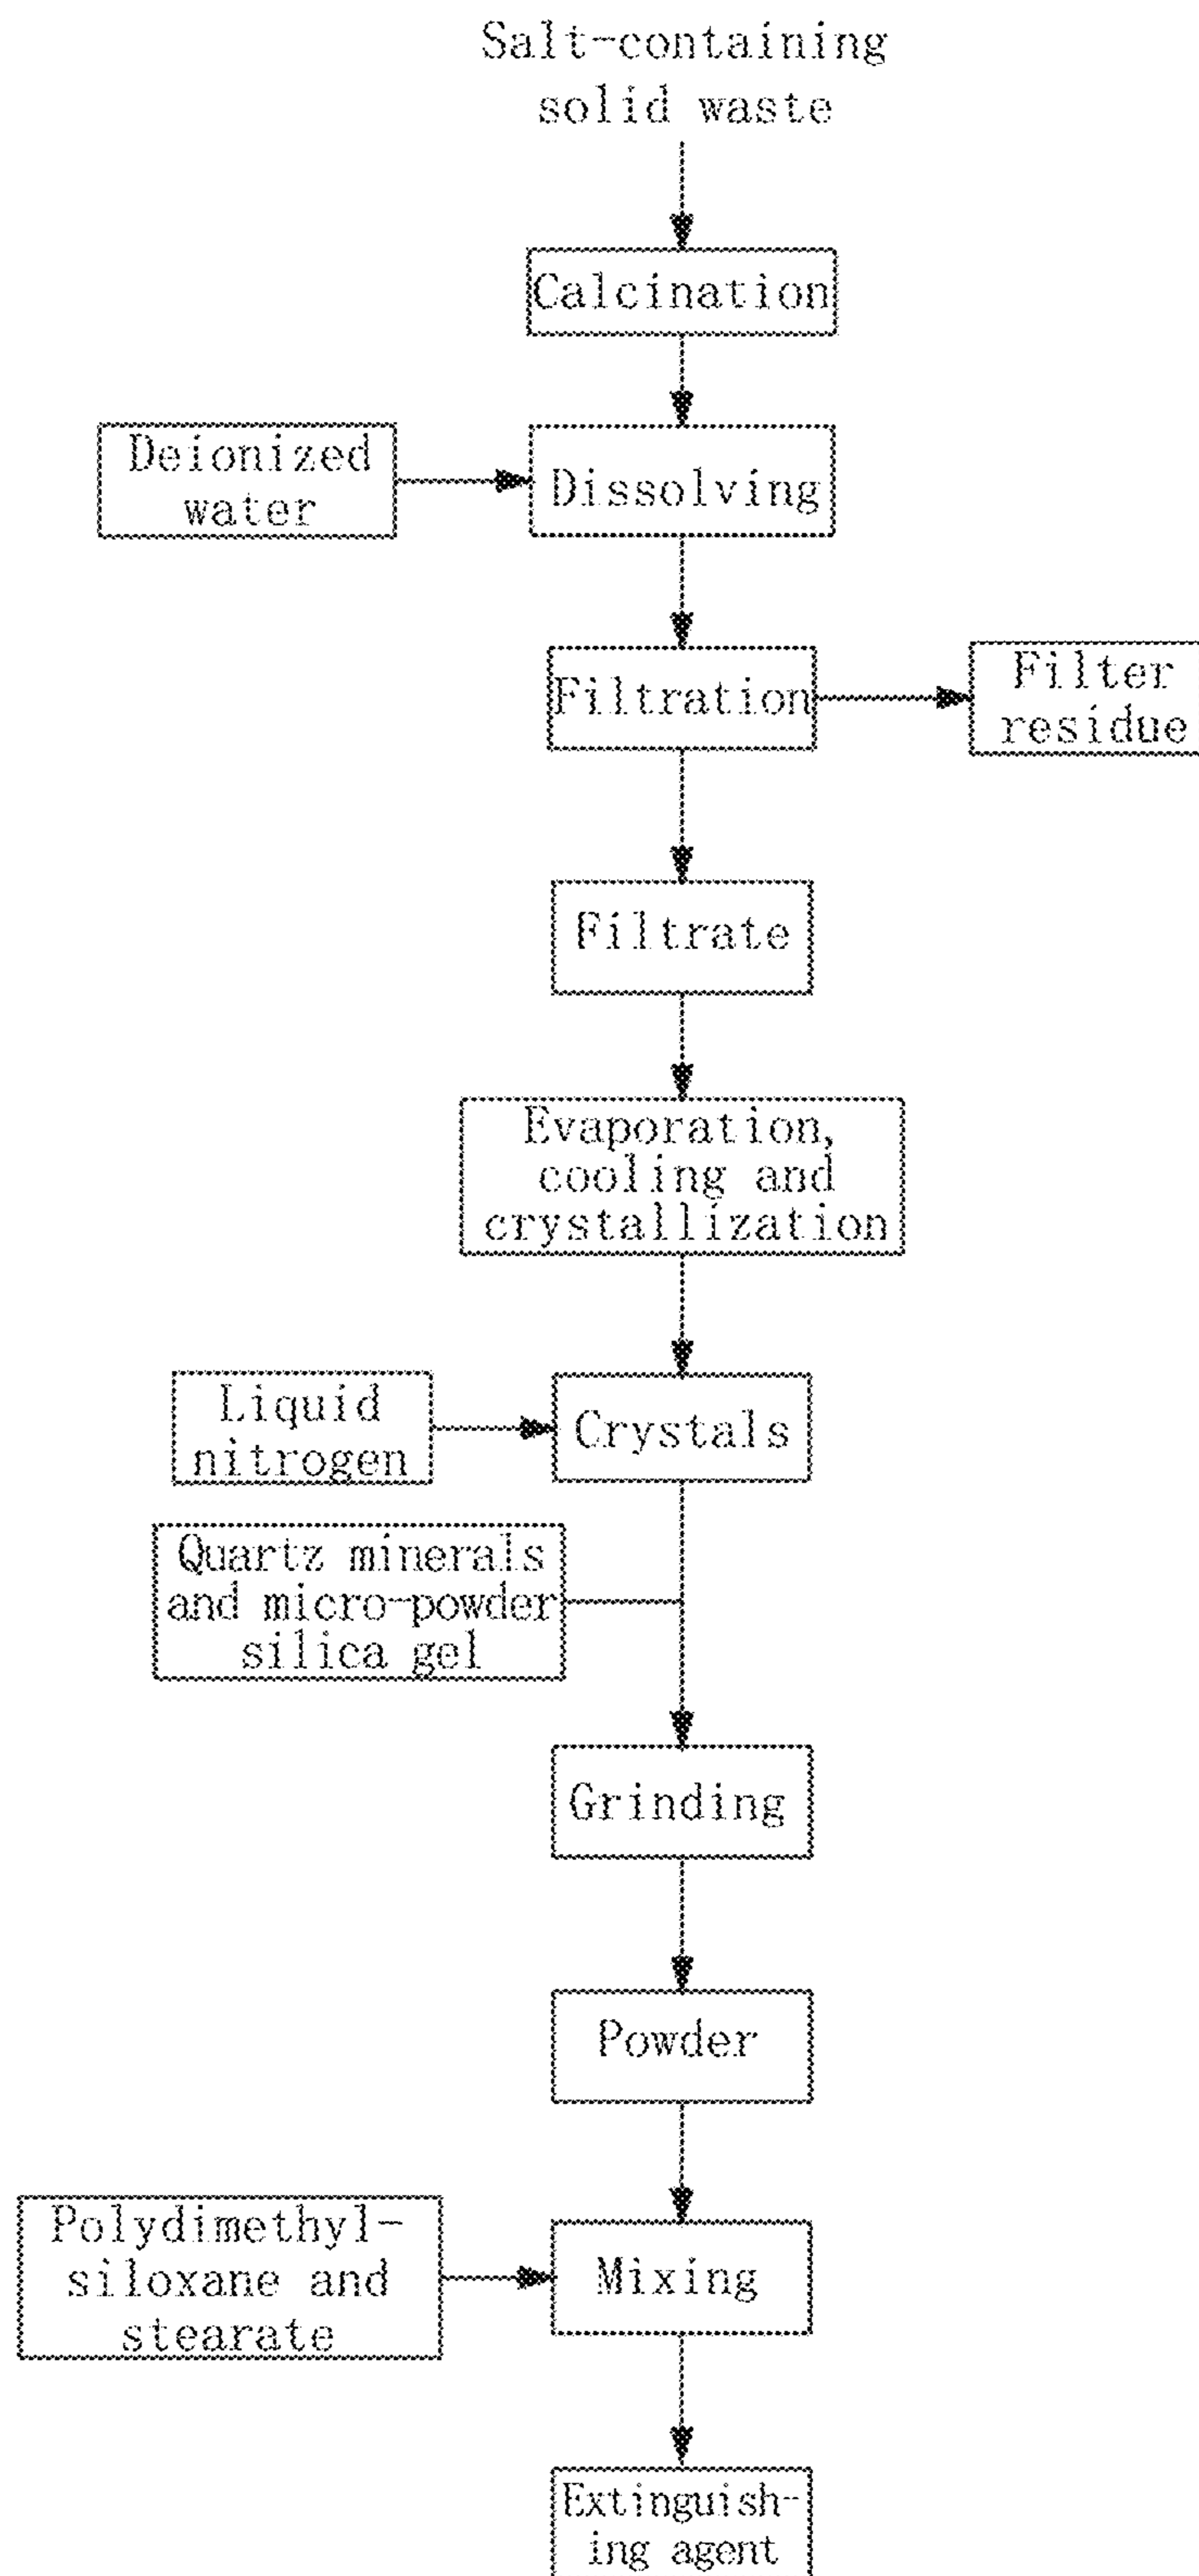 Salt-containing
solid waste
Calcination
Deionized
water
Dissolving
Filtration
Filter
residue
Filtrate
Evaporation,
cooling and
crystallization
Liquid
nitrogen
Crystals
Quartz minerals
and micro-powder
silica gel
Grinding
Powder
Polydimethyl-
siloxane and
stearate
Mixing
Extinguish-
ing agent